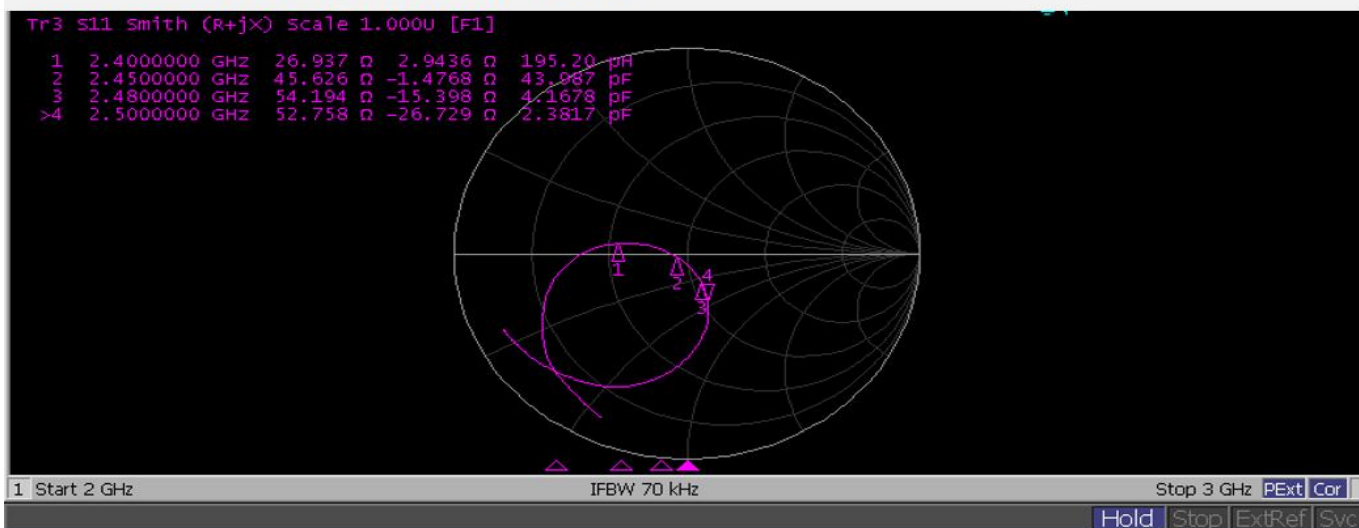 Tr3 S11 Smith (R+jX) Scale 1.000U [F1]
1 2.4000000 GHz 26.937 Ω 2.9436 Ω 195.20 pH
2 2.4500000 GHz 45.626 Ω -1.4768 Ω 43.987 pF
3 2.4800000 GHz 54.194 Ω -15.398 Ω 4.1678 pF
>4 2.5000000 GHz 52.758 Ω -26.729 Ω 2.3817 pF
1
2
4
3
1 Start 2 GHz IFBW 70 kHz Stop 3 GHz PExt Cor
Hold Stop ExtRef Svc